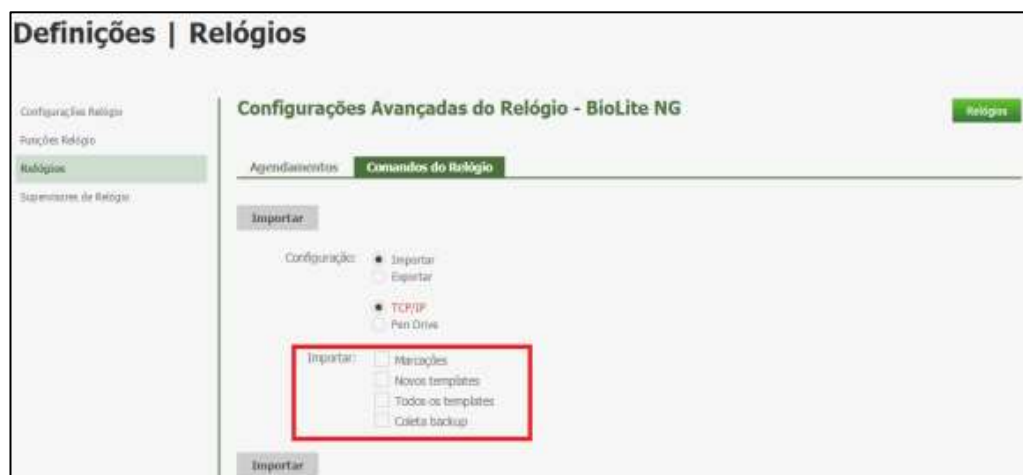 Definições | Relógios
Configurações Relógio
Funções Relógio
Relógios
Supervisores de Relógio
Configurações Avançadas do Relógio - BioLite NG
Relógios
Agendamentos
Comandos do Relógio
Importar
Configuração:
Importar
Exportar
TCP/IP
Pen Drive
Importar:
Marcações
Novos templates
Todos os templates
Coleta backup
Importar